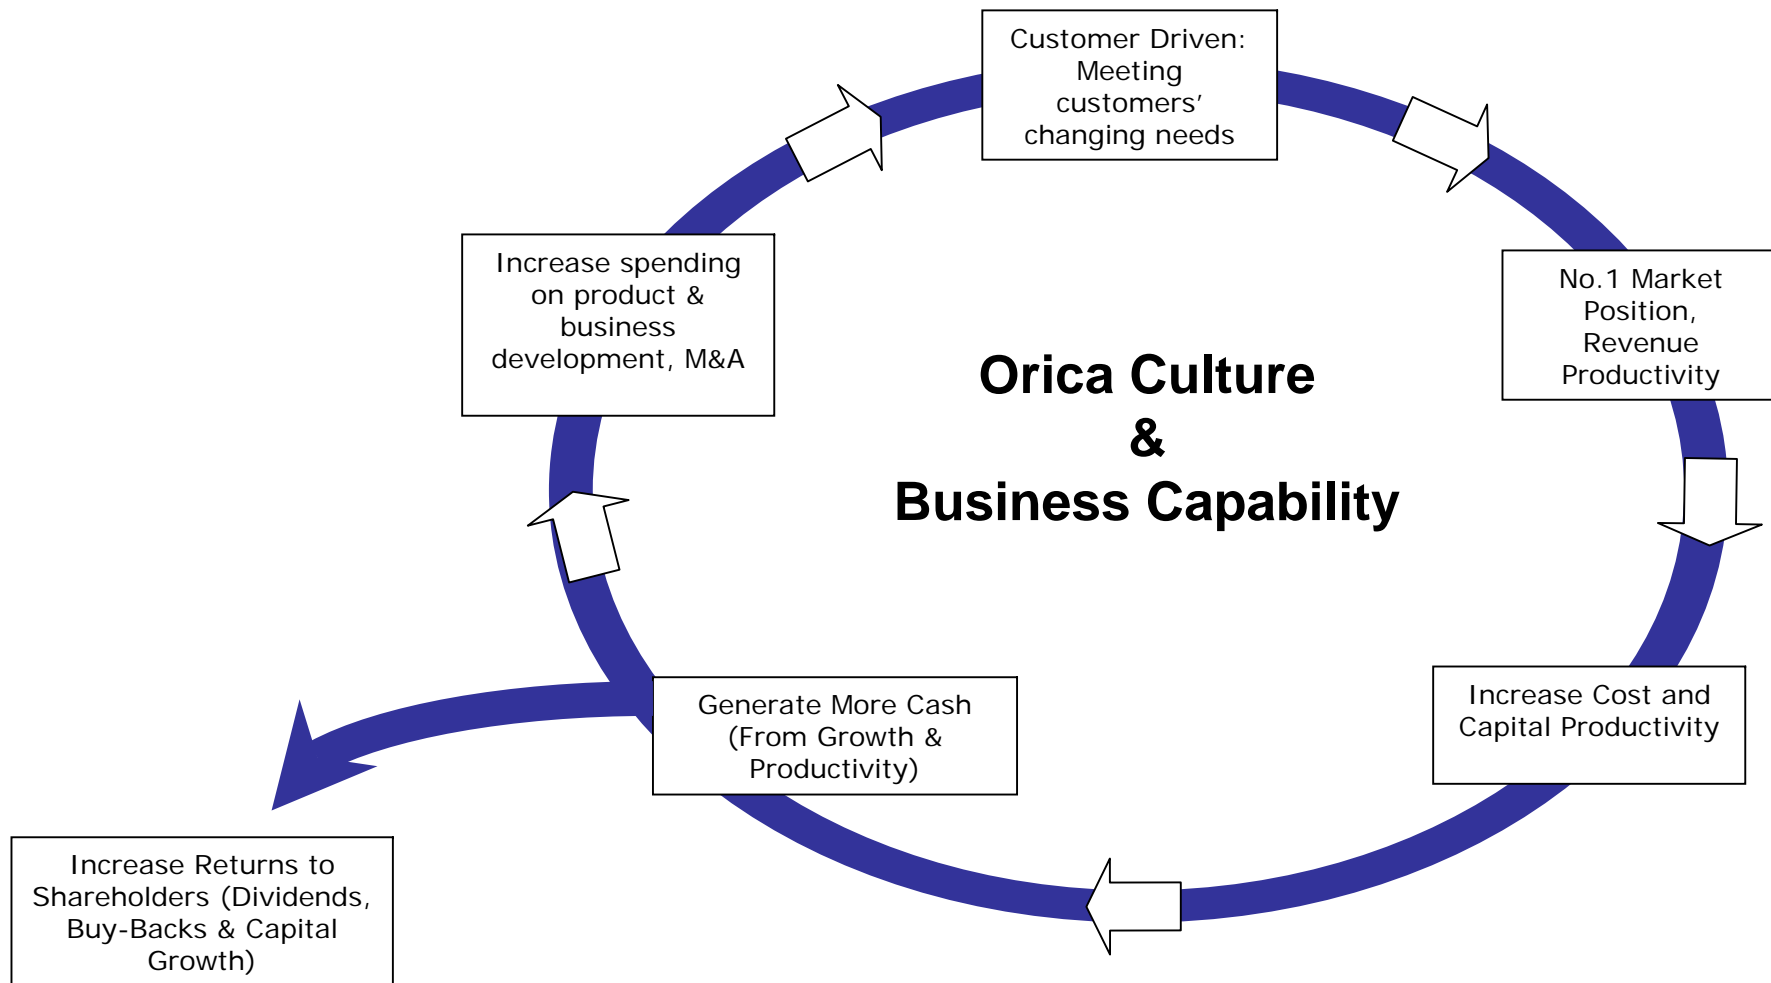 Customer Driven:
Meeting
customers’
changing needs
Increase spending
on product &
business
development, M&A
No.1 Market
Position,
Revenue
Productivity
Orica Culture
&
Business Capability
Generate More Cash
(From Growth &
Productivity)
Increase Cost and
Capital Productivity
Increase Returns to
Shareholders (Dividends,
Buy-Backs & Capital
Growth)